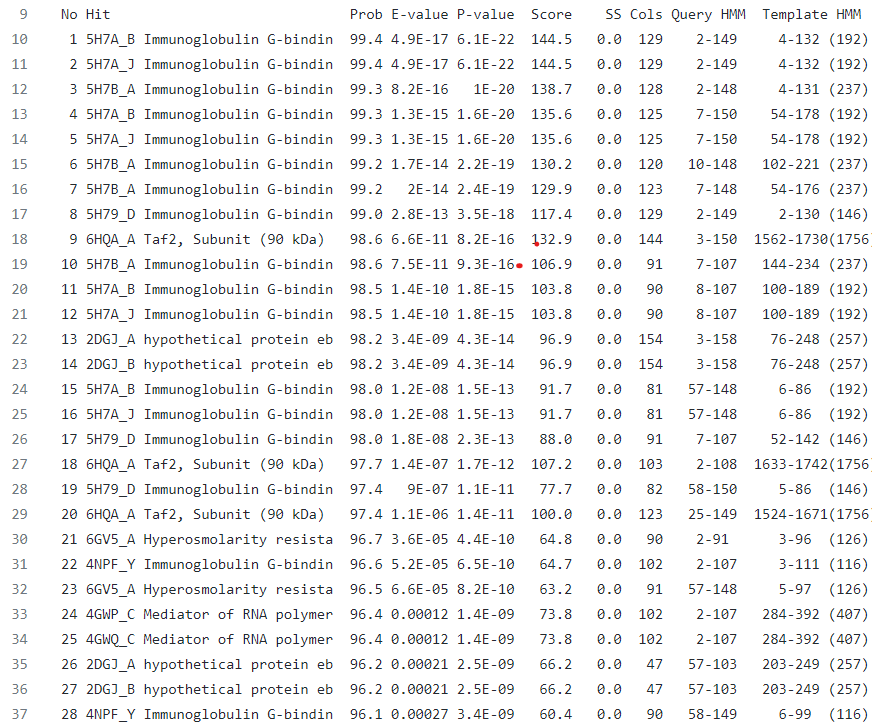 9 No Hit Prob E-value P-value Score SS Cols Query HMM Template HMM
10 1 5H7A_B Immunoglobulin G-bindin 99.4 4.9E-17 6.1E-22 144.5 0.0 129 2-149 4-132 (192)
11 2 5H7A_J Immunoglobulin G-bindin 99.4 4.9E-17 6.1E-22 144.5 0.0 129 2-149 4-132 (192)
12 3 5H7B_A Immunoglobulin G-bindin 99.3 8.2E-16 1E-20 138.7 0.0 128 2-148 4-131 (237)
13 4 5H7A_B Immunoglobulin G-bindin 99.3 1.3E-15 1.6E-20 135.6 0.0 125 7-150 54-178 (192)
14 5 5H7A_J Immunoglobulin G-bindin 99.3 1.3E-15 1.6E-20 135.6 0.0 125 7-150 54-178 (192)
15 6 5H7B_A Immunoglobulin G-bindin 99.2 1.7E-14 2.2E-19 130.2 0.0 120 10-148 102-221 (237)
16 7 5H7B_A Immunoglobulin G-bindin 99.2 2E-14 2.4E-19 129.9 0.0 123 7-148 54-176 (237)
17 8 5H79_D Immunoglobulin G-bindin 99.0 2.8E-13 3.5E-18 117.4 0.0 129 2-149 2-130 (146)
18 9 6HQA_A Taf2, Subunit (90 kDa) 98.6 6.6E-11 8.2E-16 132.9 0.0 144 3-150 1562-1730(1756
19 10 5H7B_A Immunoglobulin G-bindin 98.6 7.5E-11 9.3E-16 106.9 0.0 91 7-107 144-234 (237)
20 11 5H7A_B Immunoglobulin G-bindin 98.5 1.4E-10 1.8E-15 103.8 0.0 90 8-107 100-189 (192)
21 12 5H7A_J Immunoglobulin G-bindin 98.5 1.4E-10 1.8E-15 103.8 0.0 90 8-107 100-189 (192)
22 13 2DGJ_A hypothetical protein eb 98.2 3.4E-09 4.3E-14 96.9 0.0 154 3-158 76-248 (257)
23 14 2DGJ_B hypothetical protein eb 98.2 3.4E-09 4.3E-14 96.9 0.0 154 3-158 76-248 (257)
24 15 5H7A_B Immunoglobulin G-bindin 98.0 1.2E-08 1.5E-13 91.7 0.0 81 57-148 6-86 (192)
25 16 5H7A_J Immunoglobulin G-bindin 98.0 1.2E-08 1.5E-13 91.7 0.0 81 57-148 6-86 (192)
26 17 5H79_D Immunoglobulin G-bindin 98.0 1.8E-08 2.3E-13 88.0 0.0 91 7-107 52-142 (146)
27 18 6HQA_A Taf2, Subunit (90 kDa) 97.7 1.4E-07 1.7E-12 107.2 0.0 103 2-108 1633-1742(1756
28 19 5H79_D Immunoglobulin G-bindin 97.4 9E-07 1.1E-11 77.7 0.0 82 58-150 5-86 (146)
29 20 6HQA_A Taf2, Subunit (90 kDa) 97.4 1.1E-06 1.4E-11 100.0 0.0 123 25-149 1524-1671(1756
30 21 6GV5_A Hyperosmolarity resista 96.7 3.6E-05 4.4E-10 64.8 0.0 90 2-91 3-96 (126)
31 22 4NPF_Y Immunoglobulin G-bindin 96.6 5.2E-05 6.5E-10 64.7 0.0 102 2-107 3-111 (116)
32 23 6GV5_A Hyperosmolarity resista 96.5 6.6E-05 8.2E-10 63.2 0.0 91 57-148 5-97 (126)
33 24 4GWP_C Mediator of RNA polymer 96.4 0.00012 1.4E-09 73.8 0.0 102 2-107 284-392 (407)
34 25 4GWQ_C Mediator of RNA polymer 96.4 0.00012 1.4E-09 73.8 0.0 102 2-107 284-392 (407)
35 26 2DGJ_A hypothetical protein eb 96.2 0.00021 2.5E-09 66.2 0.0 47 57-103 203-249 (257)
36 27 2DGJ_B hypothetical protein eb 96.2 0.00021 2.5E-09 66.2 0.0 47 57-103 203-249 (257)
37 28 4NPF_Y Immunoglobulin G-bindin 96.1 0.00027 3.4E-09 60.4 0.0 90 58-149 6-99 (116)